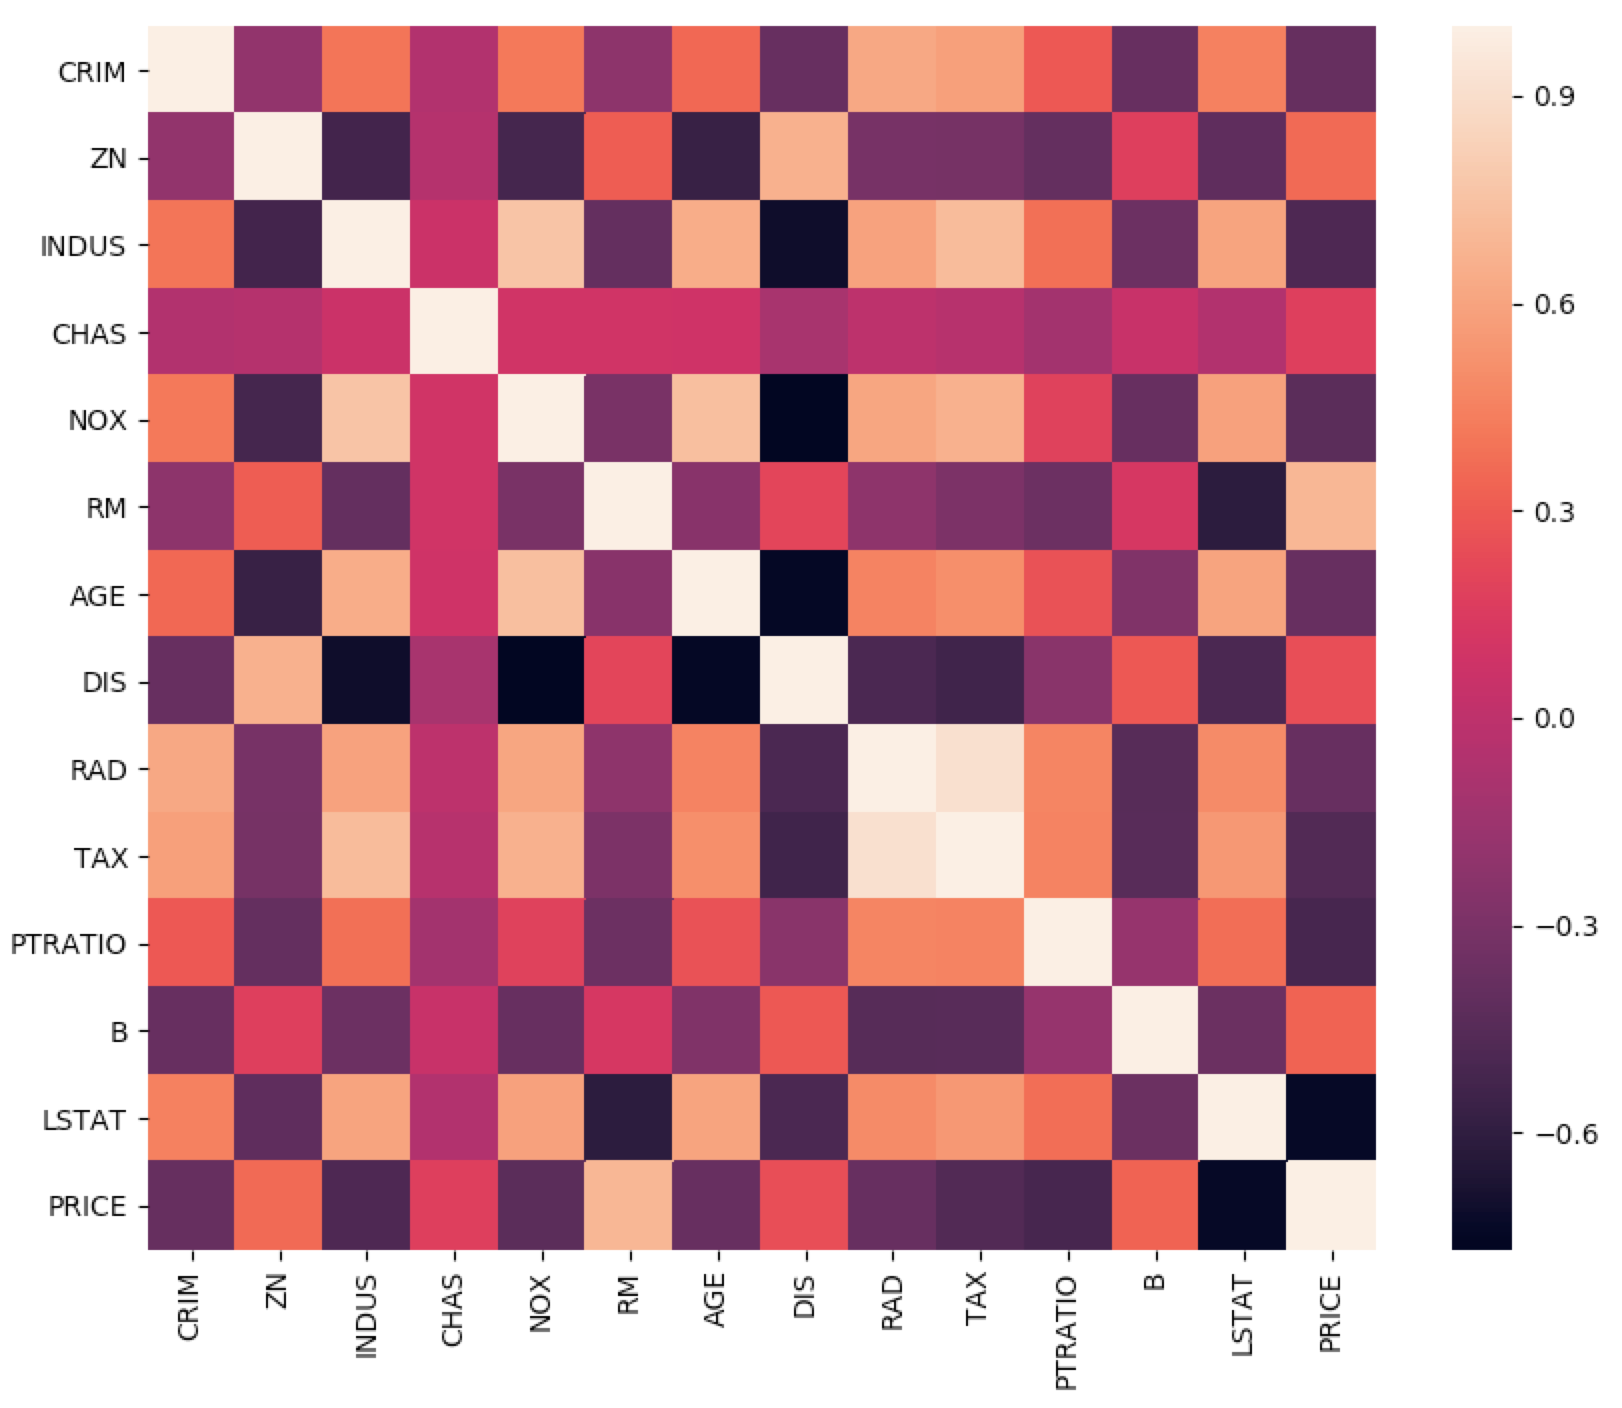 CRIM
ZN
INDUS
CHAS
NOX
RM
AGE
DIS
RAD
TAX
PTRATIO
B
LSTAT
PRICE
CRIM ZN INDUS CHAS NOX RM AGE DIS RAD TAX PTRATIO B LSTAT PRICE
0.9
0.6
0.3
0.0
−0.3
−0.6